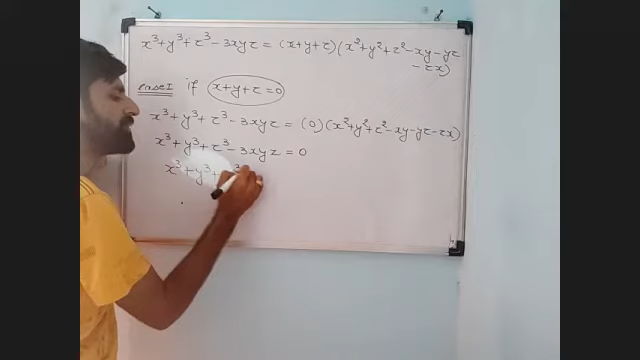 x³+y³+z³-3xyz = (x+y+z)(x²+y²+z²-xy-yz
-zx)
Case I if x+y+z=0
x³+y³+z³-3xyz = (0)(x²+y²+z²-xy-yz-zx)
x³+y³+z³-3xyz = 0
x³+y³+z³